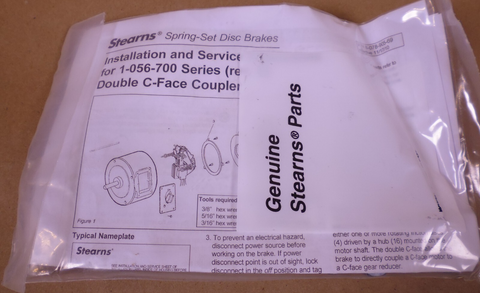 Stearns® Spring-Set Disc Brakes
Installation and Service
for 1-056-700 Series (re
Double C-Face Coupler
Genuine
Stearns® Parts
Tools required
3/8" hex wre
5/16" hex wre
3/16" hex wre
Figure 1
Typical Nameplate
Stearns®
3. To prevent an electrical hazard,
disconnect power source before
working on the brake. If power
disconnect point is out of sight, lock
disconnect in the off position and tag
either one or more rotating
(4) driven by a hub (16) mounted on the
motor shaft. The double C-face
brake to directly couple a C-face motor to
a C-face gear reducer.